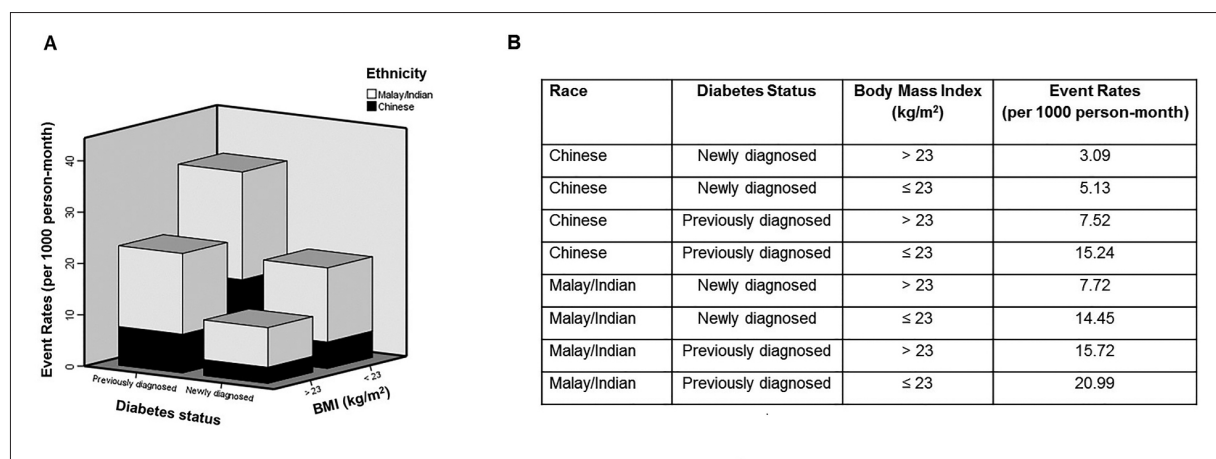 A
Ethnicity
Malay/Indian
Chinese
Event Rates (per 1000 person-month)
40
30
20
10
0
Previously diagnosed
Newly diagnosed
Diabetes status
> 23
< 23
BMI (kg/m²)
B
Race Diabetes Status Body Mass Index Event Rates
(kg/m²) (per 1000 person-month)
Chinese Newly diagnosed > 23 3.09
Chinese Newly diagnosed ≤ 23 5.13
Chinese Previously diagnosed > 23 7.52
Chinese Previously diagnosed ≤ 23 15.24
Malay/Indian Newly diagnosed > 23 7.72
Malay/Indian Newly diagnosed ≤ 23 14.45
Malay/Indian Previously diagnosed > 23 15.72
Malay/Indian Previously diagnosed ≤ 23 20.99